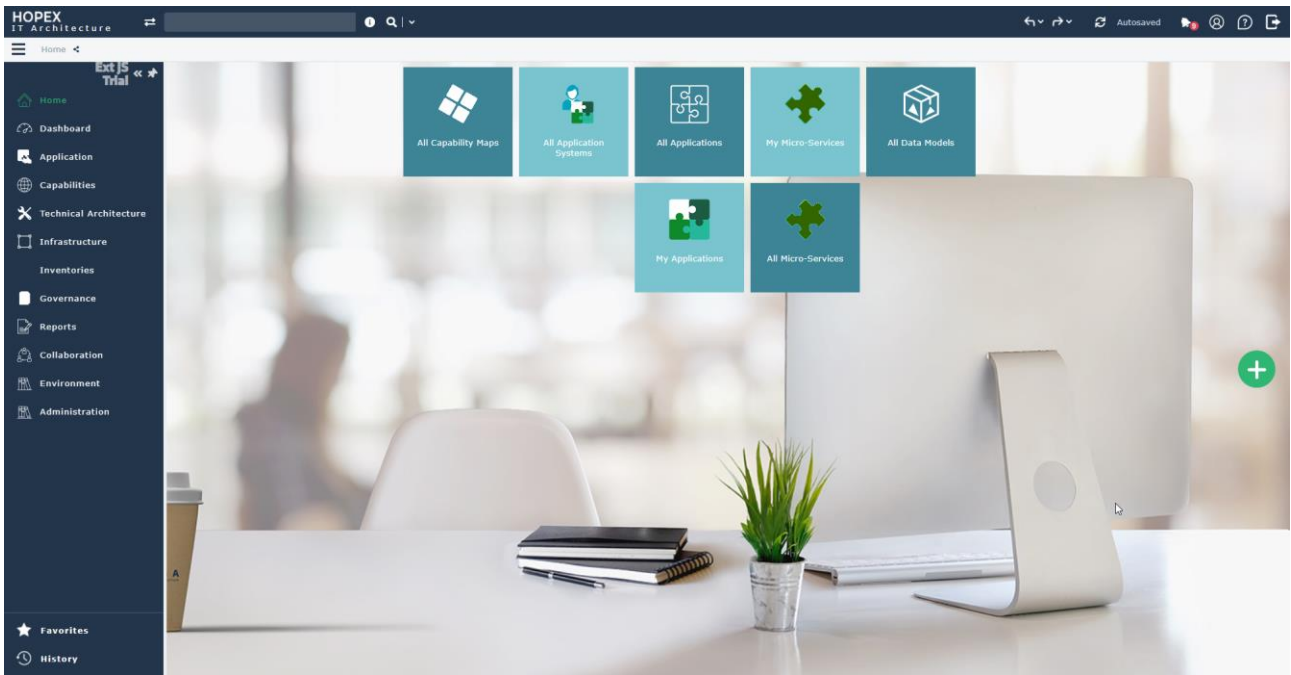 HOPEX
IT Architecture
Autosaved
9
Home
Ext JS
Trial
Home
Dashboard
Application
Capabilities
Technical Architecture
Infrastructure
Inventories
Governance
Reports
Collaboration
Environment
Administration
Favorites
History
All Capability Maps
All Application
Systems
All Applications
My Micro-Services
All Data Models
My Applications
All Micro-Services
A